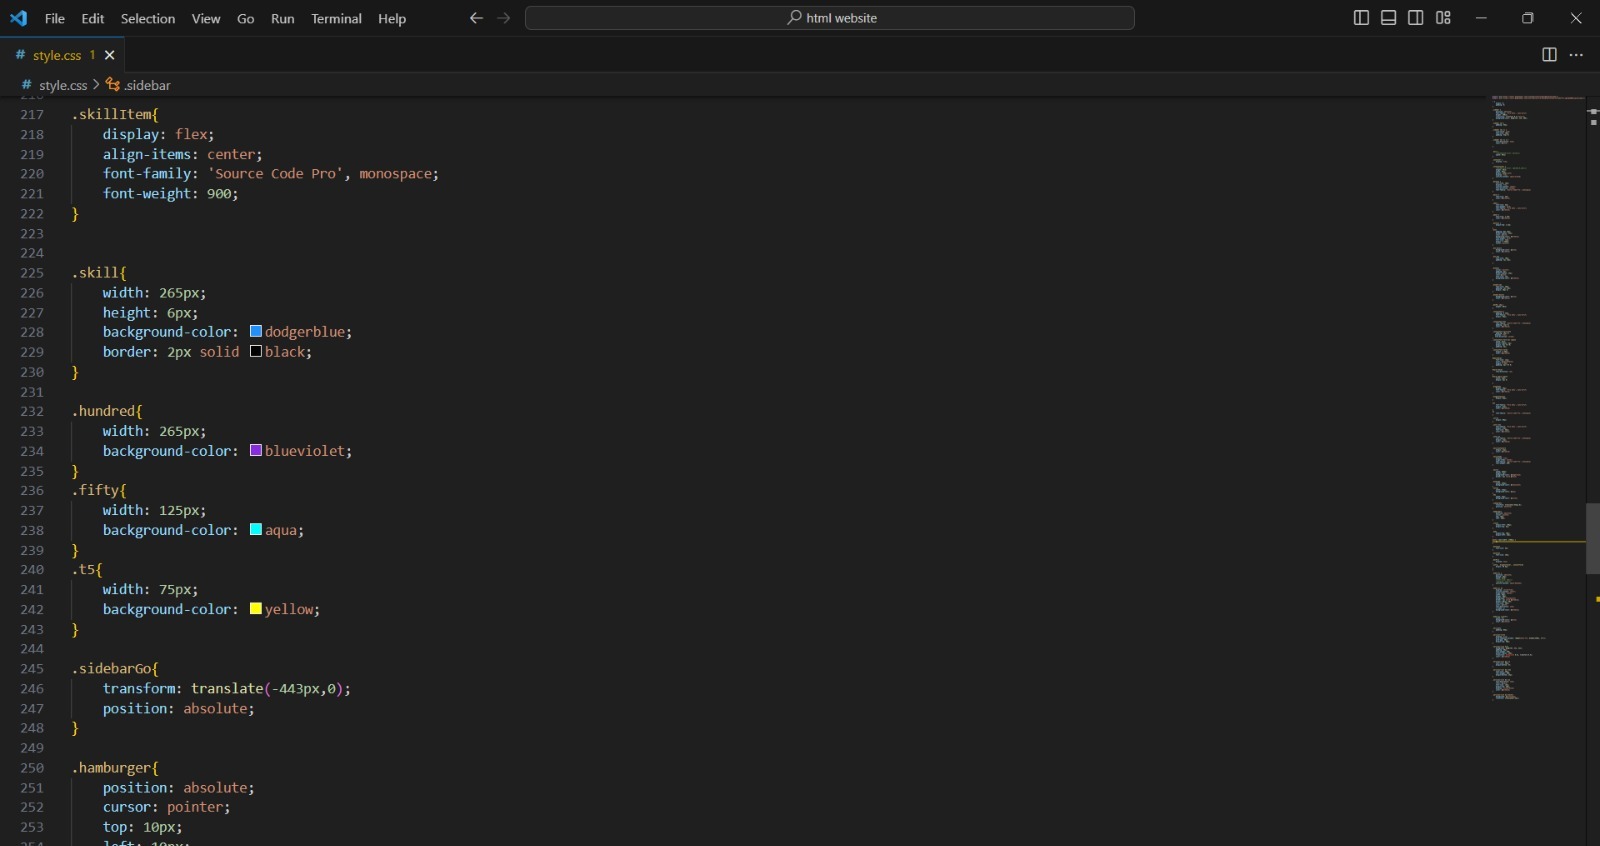 File Edit Selection View Go Run Terminal Help
html website
# style.css 1
# style.css > .sidebar
217 .skillItem{
218 display: flex;
219 align-items: center;
220 font-family: 'Source Code Pro', monospace;
221 font-weight: 900;
222 }
223
224
225 .skill{
226 width: 265px;
227 height: 6px;
228 background-color: dodgerblue;
229 border: 2px solid black;
230 }
231
232 .hundred{
233 width: 265px;
234 background-color: blueviolet;
235 }
236 .fifty{
237 width: 125px;
238 background-color: aqua;
239 }
240 .t5{
241 width: 75px;
242 background-color: yellow;
243 }
244
245 .sidebarGo{
246 transform: translate(-443px,0);
247 position: absolute;
248 }
249
250 .hamburger{
251 position: absolute;
252 cursor: pointer;
253 top: 10px;
254 left: 10px;